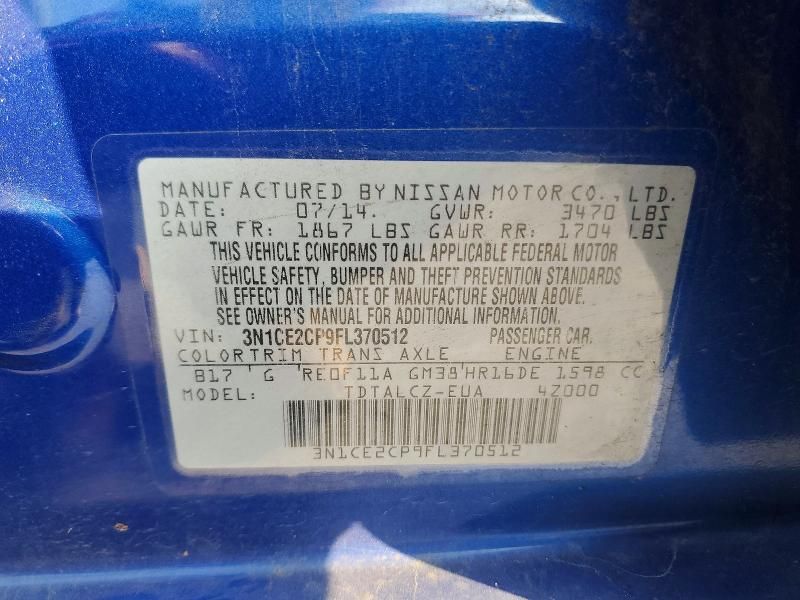 MANUFACTURED BY NISSAN MOTOR CO., LTD.
DATE: 07/14. GVWR: 3470 LBS
GAWR FR: 1867 LBS GAWR RR: 1704 LBS
THIS VEHICLE CONFORMS TO ALL APPLICABLE FEDERAL MOTOR
VEHICLE SAFETY, BUMPER AND THEFT PREVENTION STANDARDS
IN EFFECT ON THE DATE OF MANUFACTURE SHOWN ABOVE.
SEE OWNER'S MANUAL FOR ADDITIONAL INFORMATION.
VIN: 3N1CE2CP9FL370512 PASSENGER CAR.
COLOR TRIM TRANS AXLE ENGINE
B17 G RE0F11A GM38 HR16DE 1598 CC
MODEL: TDTALCZ-EUA 4Z000
3N1CE2CP9FL370512